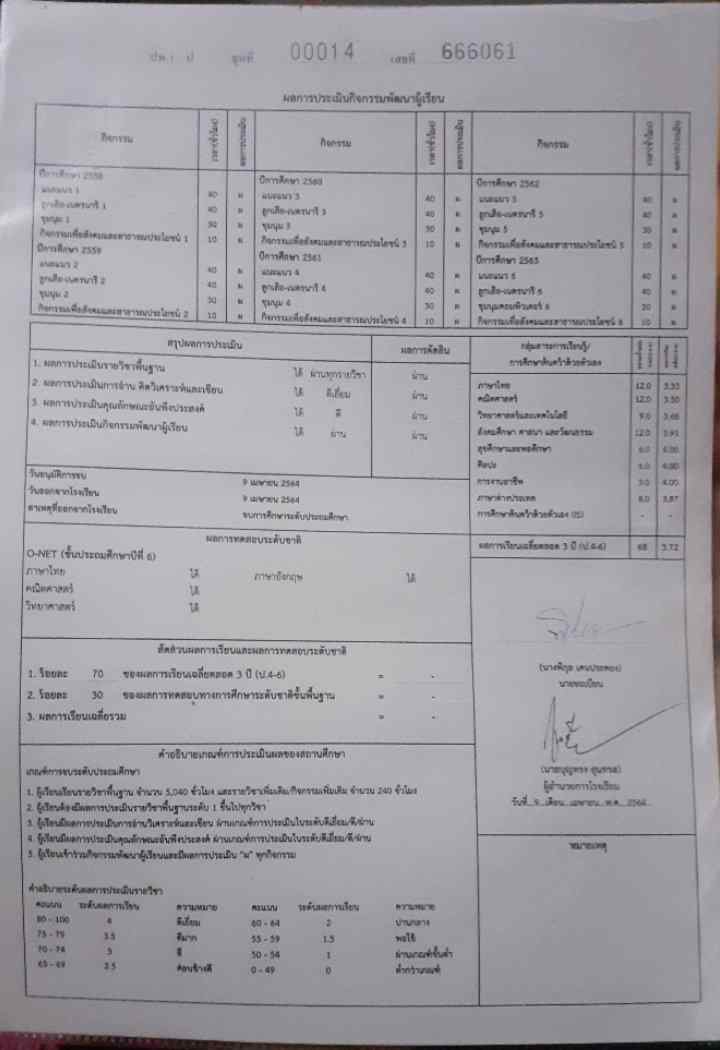 ปพ.1 ป ชุดที่ 00014 เลขที่ 666061
ผลการประเมินกิจกรรมพัฒนาผู้เรียน
กิจกรรม เวลา(ชั่วโมง) ผลการประเมิน กิจกรรม เวลา(ชั่วโมง) ผลการประเมิน กิจกรรม เวลา(ชั่วโมง) ผลการประเมิน
ปีการศึกษา 2558 ปีการศึกษา 2560 ปีการศึกษา 2562
แนะแนว 1 40 ผ แนะแนว 3 40 ผ แนะแนว 5 40 ผ
ลูกเสือ-เนตรนารี 1 40 ผ ลูกเสือ-เนตรนารี 3 40 ผ ลูกเสือ-เนตรนารี 5 40 ผ
ชุมนุม 1 30 ผ ชุมนุม 3 30 ผ ชุมนุม 5 30 ผ
กิจกรรมเพื่อสังคมและสาธารณประโยชน์ 1 10 ผ กิจกรรมเพื่อสังคมและสาธารณประโยชน์ 3 10 ผ กิจกรรมเพื่อสังคมและสาธารณประโยชน์ 5 10 ผ
ปีการศึกษา 2559 ปีการศึกษา 2561 ปีการศึกษา 2563
แนะแนว 2 40 ผ แนะแนว 4 40 ผ แนะแนว 6 40 ผ
ลูกเสือ-เนตรนารี 2 40 ผ ลูกเสือ-เนตรนารี 4 40 ผ ลูกเสือ-เนตรนารี 6 40 ผ
ชุมนุม 2 30 ผ ชุมนุม 4 30 ผ ชุมนุมคอมพิวเตอร์ 6 30 ผ
กิจกรรมเพื่อสังคมและสาธารณประโยชน์ 2 10 ผ กิจกรรมเพื่อสังคมและสาธารณประโยชน์ 4 10 ผ กิจกรรมเพื่อสังคมและสาธารณประโยชน์ 6 10 ผ
สรุปผลการประเมิน ผลการตัดสิน
1. ผลการประเมินรายวิชาพื้นฐาน ได้ ผ่านทุกรายวิชา ผ่าน
2. ผลการประเมินการอ่าน คิดวิเคราะห์และเขียน ได้ ดีเยี่ยม ผ่าน
3. ผลการประเมินคุณลักษณะอันพึงประสงค์ ได้ ดี ผ่าน
4. ผลการประเมินกิจกรรมพัฒนาผู้เรียน ได้ ผ่าน ผ่าน
วันอนุมัติการจบ 9 เมษายน 2564
วันออกจากโรงเรียน 9 เมษายน 2564
สาเหตุที่ออกจากโรงเรียน จบการศึกษาระดับประถมศึกษา
กลุ่มสาระการเรียนรู้/
การศึกษาค้นคว้าด้วยตัวเอง
ภาษาไทย 12.0 3.33
คณิตศาสตร์ 12.0 3.50
วิทยาศาสตร์และเทคโนโลยี 9.0 3.66
สังคมศึกษา ศาสนา และวัฒนธรรม 12.0 3.91
สุขศึกษาและพลศึกษา 6.0 4.00
ศิลปะ 6.0 4.00
การงานอาชีพ 3.0 4.00
ภาษาต่างประเทศ 8.0 3.87
การศึกษาค้นคว้าด้วยตัวเอง (IS) - -
ผลการเรียนเฉลี่ยตลอด 3 ปี (ป.4-6) 68 3.72
ผลการทดสอบระดับชาติ
O-NET (ชั้นประถมศึกษาปีที่ 6)
ภาษาไทย ได้ ภาษาอังกฤษ ได้
คณิตศาสตร์ ได้
วิทยาศาสตร์ ได้
สัดส่วนผลการเรียนและผลการทดสอบระดับชาติ
1. ร้อยละ 70 ของผลการเรียนเฉลี่ยตลอด 3 ปี (ป.4-6) = -
2. ร้อยละ 30 ของผลการทดสอบทางการศึกษาระดับชาติขั้นพื้นฐาน = -
3. ผลการเรียนเฉลี่ยรวม = -
นายทะเบียน
ผู้อำนวยการโรงเรียน
วันที่ 9 เดือน เมษายน พ.ศ. 2564
หมายเหตุ
คำอธิบายเกณฑ์การประเมินผลของสถานศึกษา
เกณฑ์การจบระดับประถมศึกษา
1. ผู้เรียนเรียนรายวิชาพื้นฐาน จำนวน 5,040 ชั่วโมง และรายวิชาเพิ่มเติม/กิจกรรมเพิ่มเติม จำนวน 240 ชั่วโมง
2. ผู้เรียนต้องมีผลการประเมินรายวิชาพื้นฐานระดับ 1 ขึ้นไปทุกวิชา
3. ผู้เรียนมีผลการประเมินการอ่านวิเคราะห์และเขียน ผ่านเกณฑ์การประเมินในระดับดีเยี่ยม/ดี/ผ่าน
4. ผู้เรียนมีผลการประเมินคุณลักษณะอันพึงประสงค์ ผ่านเกณฑ์การประเมินในระดับดีเยี่ยม/ดี/ผ่าน
5. ผู้เรียนเข้าร่วมกิจกรรมพัฒนาผู้เรียนและมีผลการประเมิน "ผ" ทุกกิจกรรม
คำอธิบายระดับผลการประเมินรายวิชา
คะแนน ระดับผลการเรียน ความหมาย คะแนน ระดับผลการเรียน ความหมาย
80 - 100 4 ดีเยี่ยม 60 - 64 2 ปานกลาง
75 - 79 3.5 ดีมาก 55 - 59 1.5 พอใช้
70 - 74 3 ดี 50 - 54 1 ผ่านเกณฑ์ขั้นต่ำ
65 - 69 2.5 ค่อนข้างดี 0 - 49 0 ต่ำกว่าเกณฑ์